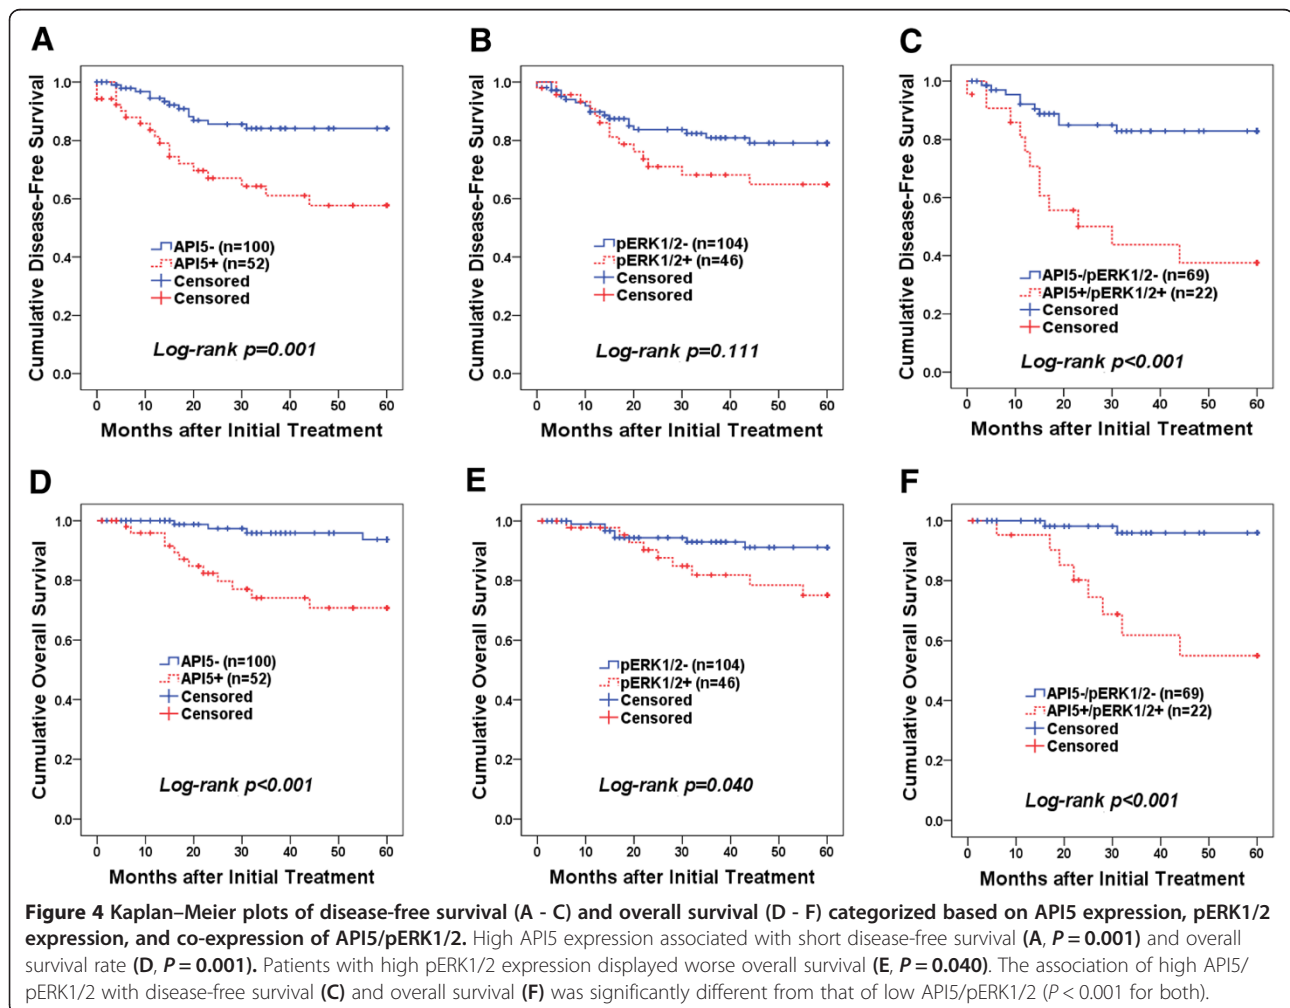 A
Cumulative Disease-Free Survival
1.0
0.8
0.6
0.4
0.2
0.0
API5- (n=100)
API5+ (n=52)
Censored
Censored
Log-rank p=0.001
0 10 20 30 40 50 60
Months after Initial Treatment
B
Cumulative Disease-Free Survival
1.0
0.8
0.6
0.4
0.2
0.0
pERK1/2- (n=104)
pERK1/2+ (n=46)
Censored
Censored
Log-rank p=0.111
0 10 20 30 40 50 60
Months after Initial Treatment
C
Cumulative Disease-Free Survival
1.0
0.8
0.6
0.4
0.2
0.0
API5-/pERK1/2- (n=69)
API5+/pERK1/2+ (n=22)
Censored
Censored
Log-rank p<0.001
0 10 20 30 40 50 60
Months after Initial Treatment
D
Cumulative Overall Survival
1.0
0.8
0.6
0.4
0.2
0.0
API5- (n=100)
API5+ (n=52)
Censored
Censored
Log-rank p<0.001
0 10 20 30 40 50 60
Months after Initial Treatment
E
Cumulative Overall Survival
1.0
0.8
0.6
0.4
0.2
0.0
pERK1/2- (n=104)
pERK1/2+ (n=46)
Censored
Censored
Log-rank p=0.040
0 10 20 30 40 50 60
Months after Initial Treatment
F
Cumulative Overall Survival
1.0
0.8
0.6
0.4
0.2
0.0
API5-/pERK1/2- (n=69)
API5+/pERK1/2+ (n=22)
Censored
Censored
Log-rank p<0.001
0 10 20 30 40 50 60
Months after Initial Treatment
Figure 4 Kaplan–Meier plots of disease-free survival (A - C) and overall survival (D - F) categorized based on API5 expression, pERK1/2
expression, and co-expression of API5/pERK1/2. High API5 expression associated with short disease-free survival (A, P = 0.001) and overall
survival rate (D, P = 0.001). Patients with high pERK1/2 expression displayed worse overall survival (E, P = 0.040). The association of high API5/
pERK1/2 with disease-free survival (C) and overall survival (F) was significantly different from that of low API5/pERK1/2 (P < 0.001 for both).